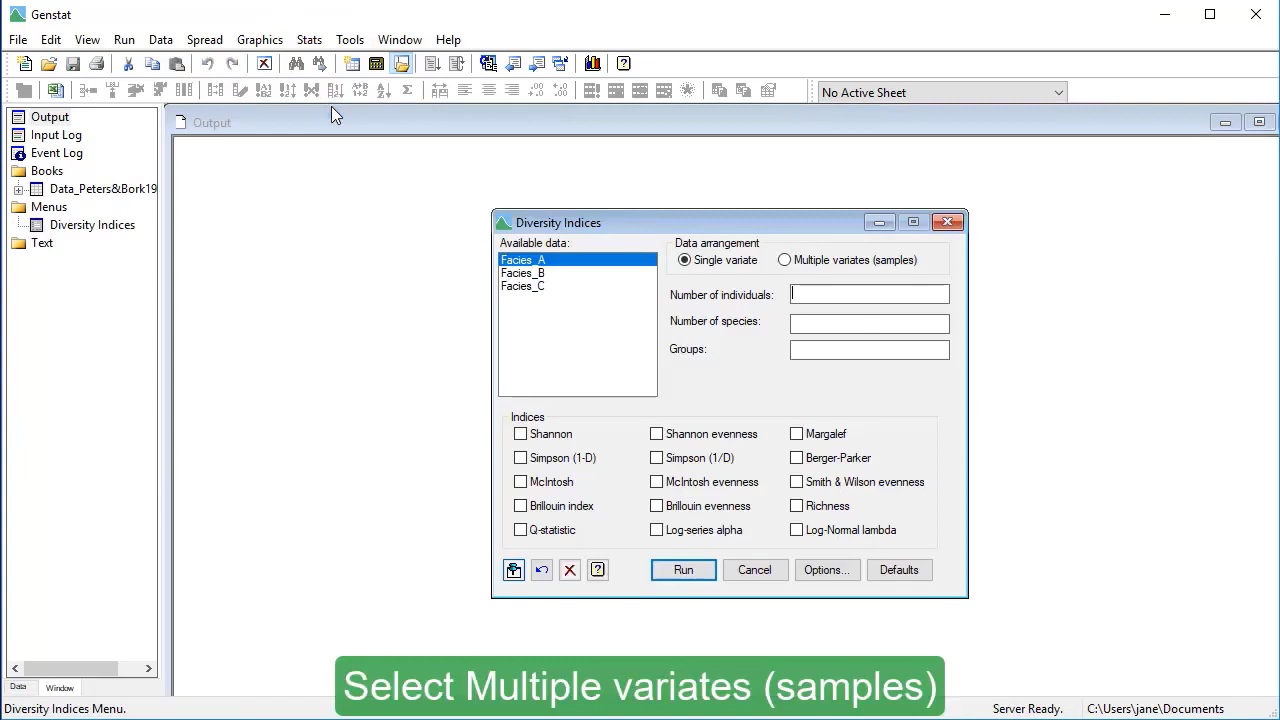 Genstat
File Edit View Run Data Spread Graphics Stats Tools Window Help
No Active Sheet
Output
Input Log
Event Log
Books
Data_Peters&Bork19
Menus
Diversity Indices
Text
Output
Diversity Indices
Available data:
Facies_A
Facies_B
Facies_C
Data arrangement
Single variate Multiple variates (samples)
Number of individuals:
Number of species:
Groups:
Indices
Shannon Shannon evenness Margalef
Simpson (1-D) Simpson (1/D) Berger-Parker
McIntosh McIntosh evenness Smith & Wilson evenness
Brillouin index Brillouin evenness Richness
Q-statistic Log-series alpha Log-Normal lambda
Run Cancel Options... Defaults
Select Multiple variates (samples)
Data Window
Diversity Indices Menu. Server Ready. C:\Users\jane\Documents